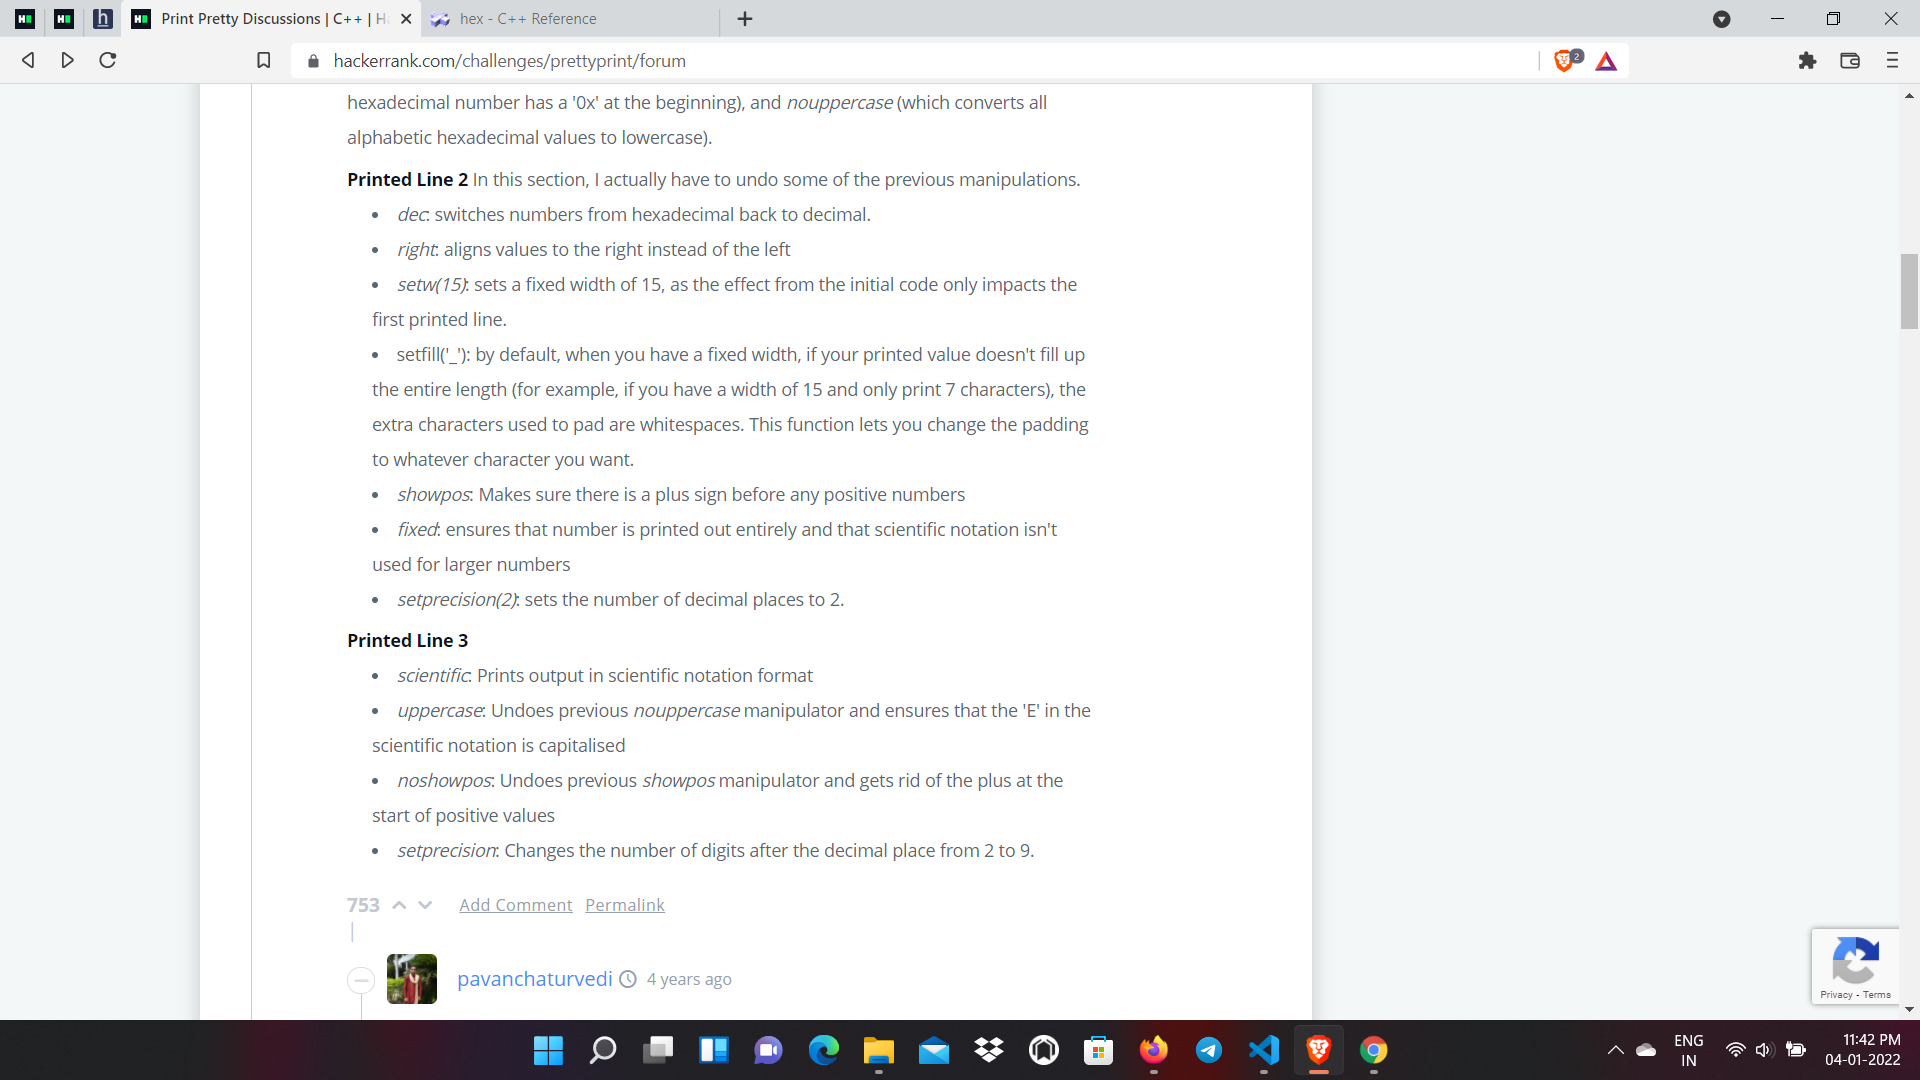 Print Pretty Discussions | C++ | H
hex - C++ Reference
hackerrank.com/challenges/prettyprint/forum
2
hexadecimal number has a '0x' at the beginning), and nouppercase (which converts all
alphabetic hexadecimal values to lowercase).
Printed Line 2 In this section, I actually have to undo some of the previous manipulations.
• dec: switches numbers from hexadecimal back to decimal.
• right: aligns values to the right instead of the left
• setw(15): sets a fixed width of 15, as the effect from the initial code only impacts the
first printed line.
• setfill('_'): by default, when you have a fixed width, if your printed value doesn't fill up
the entire length (for example, if you have a width of 15 and only print 7 characters), the
extra characters used to pad are whitespaces. This function lets you change the padding
to whatever character you want.
• showpos: Makes sure there is a plus sign before any positive numbers
• fixed: ensures that number is printed out entirely and that scientific notation isn't
used for larger numbers
• setprecision(2): sets the number of decimal places to 2.
Printed Line 3
• scientific: Prints output in scientific notation format
• uppercase: Undoes previous nouppercase manipulator and ensures that the 'E' in the
scientific notation is capitalised
• noshowpos: Undoes previous showpos manipulator and gets rid of the plus at the
start of positive values
• setprecision: Changes the number of digits after the decimal place from 2 to 9.
753 Add Comment Permalink
|
pavanchaturvedi 4 years ago
Privacy - Terms
ENG
IN
11:42 PM
04-01-2022